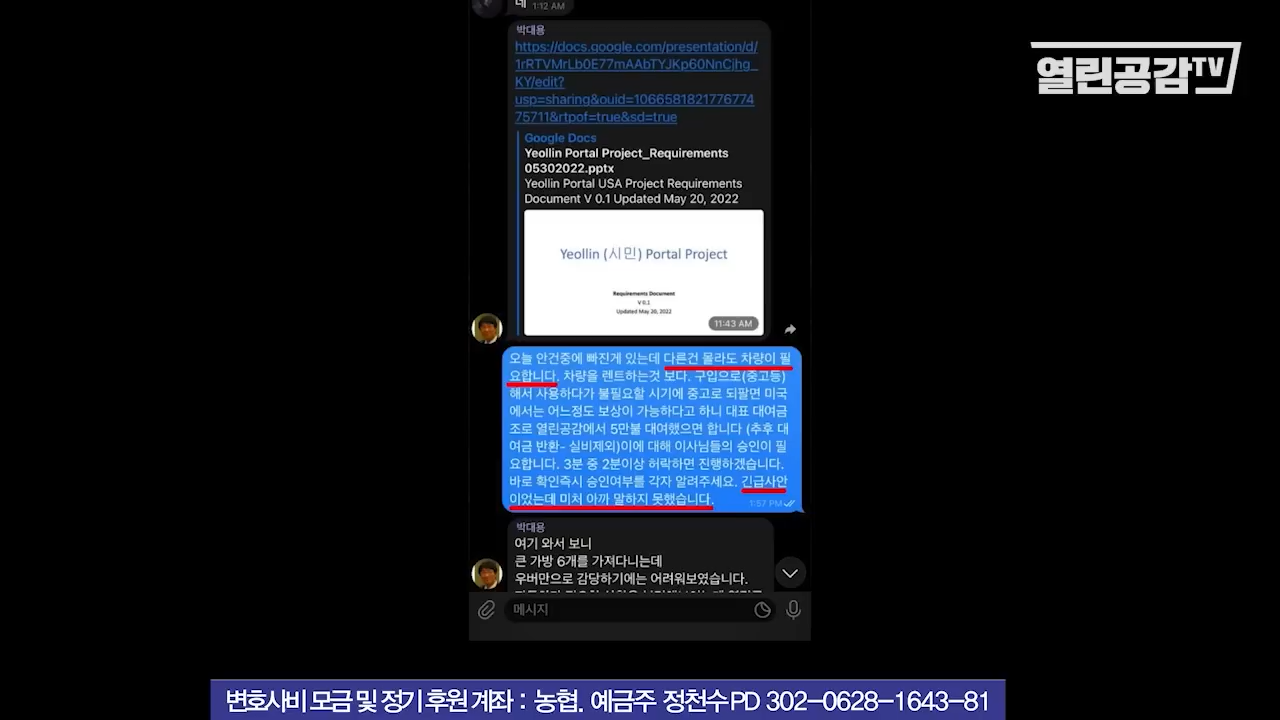 네 1:12 AM
열린공감TV
박대용
https://docs.google.com/presentation/d/
1rRTVMrLb0E77mAAbTYJKp60NnCjhg_
KY/edit?
usp=sharing&ouid=1066581821776774
75711&rtpof=true&sd=true
Google Docs
Yeollin Portal Project_Requirements
05302022.pptx
Yeollin Portal USA Project Requirements
Document V 0.1 Updated May 20, 2022
Yeollin (시민) Portal Project
Requirements Document
V 0.1
Updated May 20, 2022
11:43 AM
오늘 안건중에 빠진게 있는데 다른건 몰라도 차량이 필
요합니다. 차량을 렌트하는것 보다. 구입으로(중고등)
해서 사용하다가 불필요할 시기에 중고로 되팔면 미국
에서는 어느정도 보상이 가능하다고 하니 대표 대여금
조로 열린공감에서 5만불 대여했으면 합니다 (추후 대
여금 반환- 실비제외)이에 대해 이사님들의 승인이 필
요합니다. 3분 중 2분이상 허락하면 진행하겠습니다.
바로 확인즉시 승인여부를 각자 알려주세요. 긴급사안
이었는데 미처 아까 말하지 못했습니다.
1:57 PM
박대용
여기 와서 보니
큰 가방 6개를 가져다니는데
우버만으로 감당하기에는 어려워보였습니다.
메시지
변호사비 모금 및 정기 후원 계좌 : 농협. 예금주 정천수PD 302-0628-1643-81